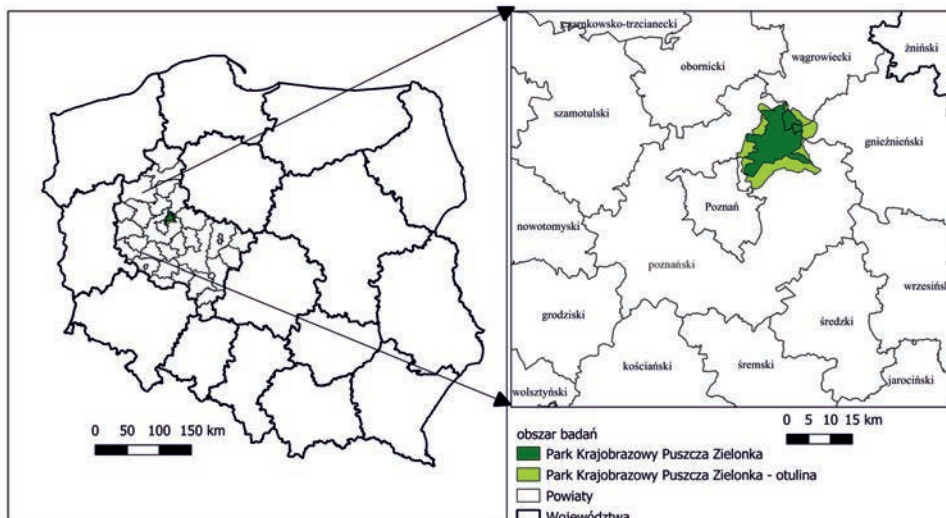 czarnkowsko-trzcianecki
żniński
wągrowiecki
obornicki
szamotulski
gnieźnieński
Poznań
nowotomyski
poznański
wrzesiński
grodziski
średzki
kościański
śremski
jarociński
wolsztyński
0 50 100 150 km
0 5 10 15 km
obszar badań
Park Krajobrazowy Puszcza Zielonka
Park Krajobrazowy Puszcza Zielonka - otulina
Powiaty
Województwa